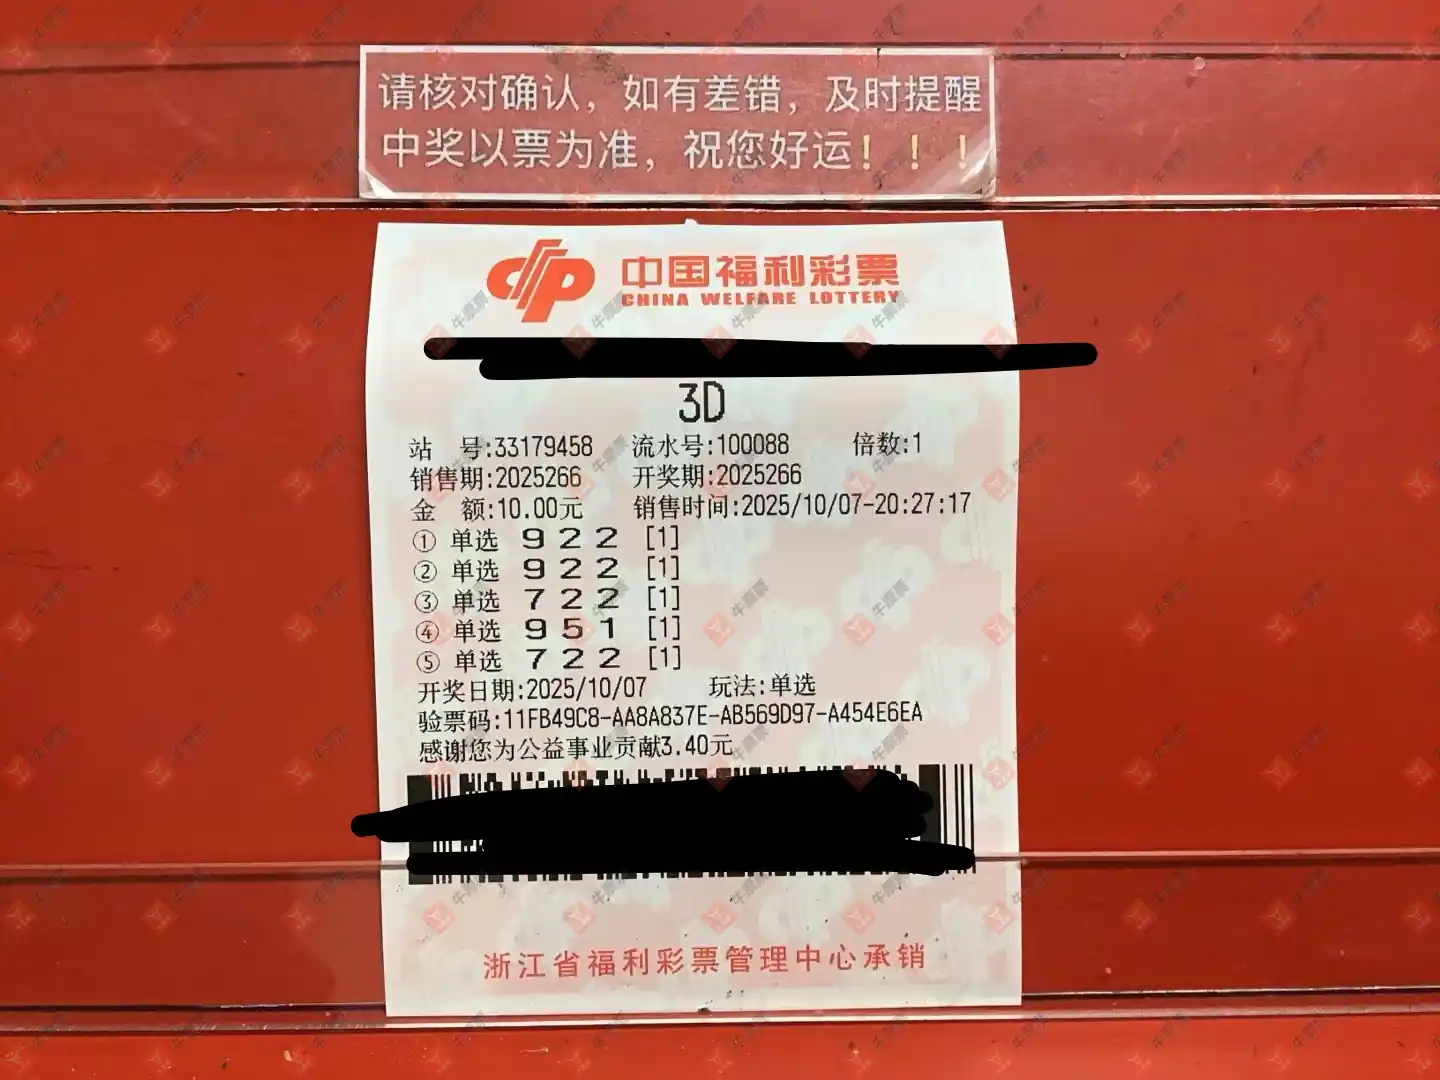 请核对确认，如有差错，及时提醒
中奖以票为准，祝您好运！！！
中国福利彩票
CHINA WELFARE LOTTERY
3D
站 号:33179458 流水号:100088 倍数:1
销售期:2025266 开奖期:2025266
金 额:10.00元 销售时间:2025/10/07-20:27:17
① 单选 9 2 2 [1]
② 单选 9 2 2 [1]
③ 单选 7 2 2 [1]
④ 单选 9 5 1 [1]
⑤ 单选 7 2 2 [1]
开奖日期:2025/10/07 玩法:单选
验票码:11FB49C8-AA8A837E-AB569D97-A454E6EA
感谢您为公益事业贡献3.40元
浙江省福利彩票管理中心承销
牛票票